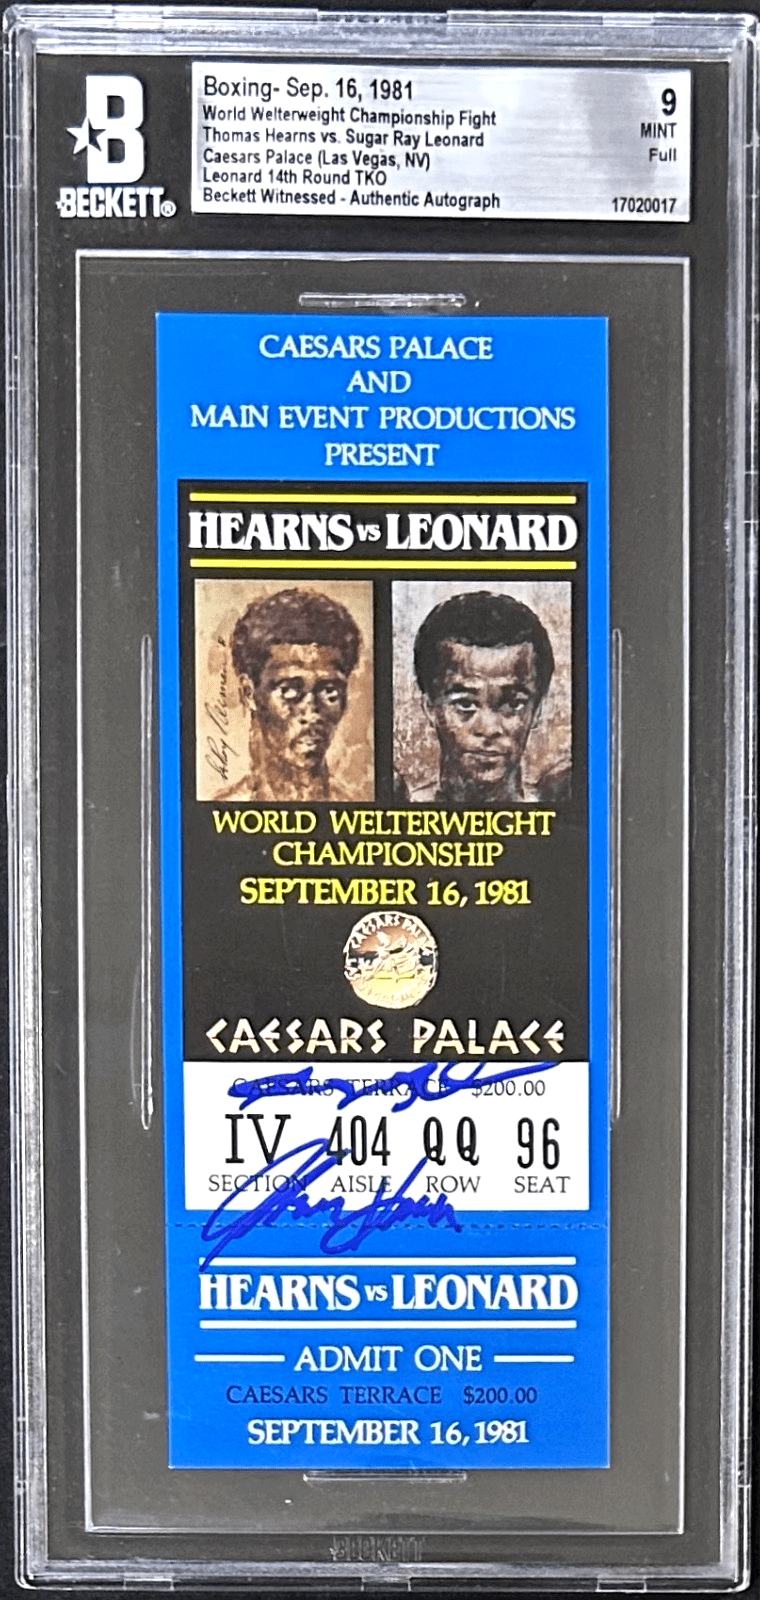 Boxing- Sep. 16, 1981
World Welterweight Championship Fight
Thomas Hearns vs. Sugar Ray Leonard
Caesars Palace (Las Vegas, NV)
Leonard 14th Round TKO
Beckett Witnessed - Authentic Autograph
9
MINT
Full
17020017
B
BECKETT®
CAESARS PALACE
AND
MAIN EVENT PRODUCTIONS
PRESENT
HEARNS vs LEONARD
WORLD WELTERWEIGHT
CHAMPIONSHIP
SEPTEMBER 16, 1981
CAESARS PALACE
CAESARS PALACE
CAESARS TERRACE $200.00
IV 404 QQ 96
SECTION AISLE ROW SEAT
HEARNS vs LEONARD
ADMIT ONE
CAESARS TERRACE $200.00
SEPTEMBER 16, 1981
BECKETT